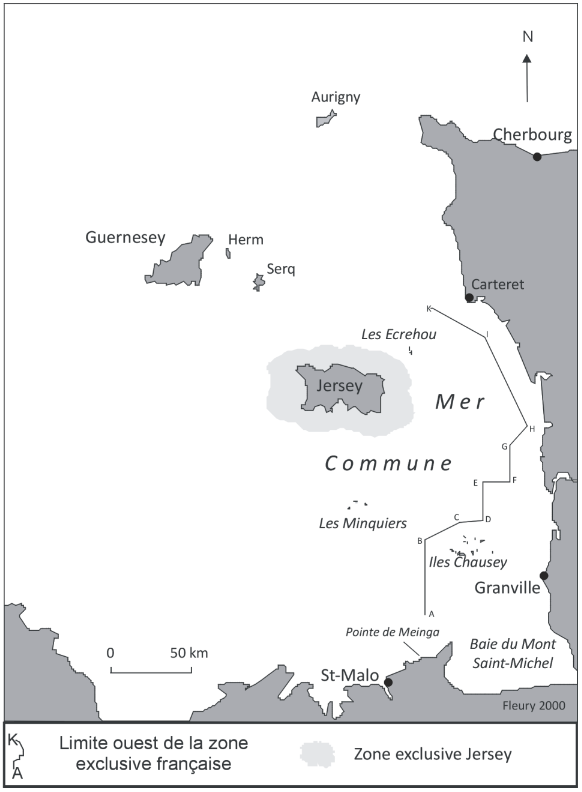 N
Aurigny
Cherbourg
Guernesey
Herm
Serq
Carteret
K
Les Ecrehou
I
Jersey
Mer
H
G
Commune
E
F
Les Minquiers
C
D
B
Iles Chausey
Granville
A
Pointe de Meinga
Baie du Mont
Saint-Michel
0
50 km
St-Malo
Fleury 2000
K
A
Limite ouest de la zone
exclusive française
Zone exclusive Jersey